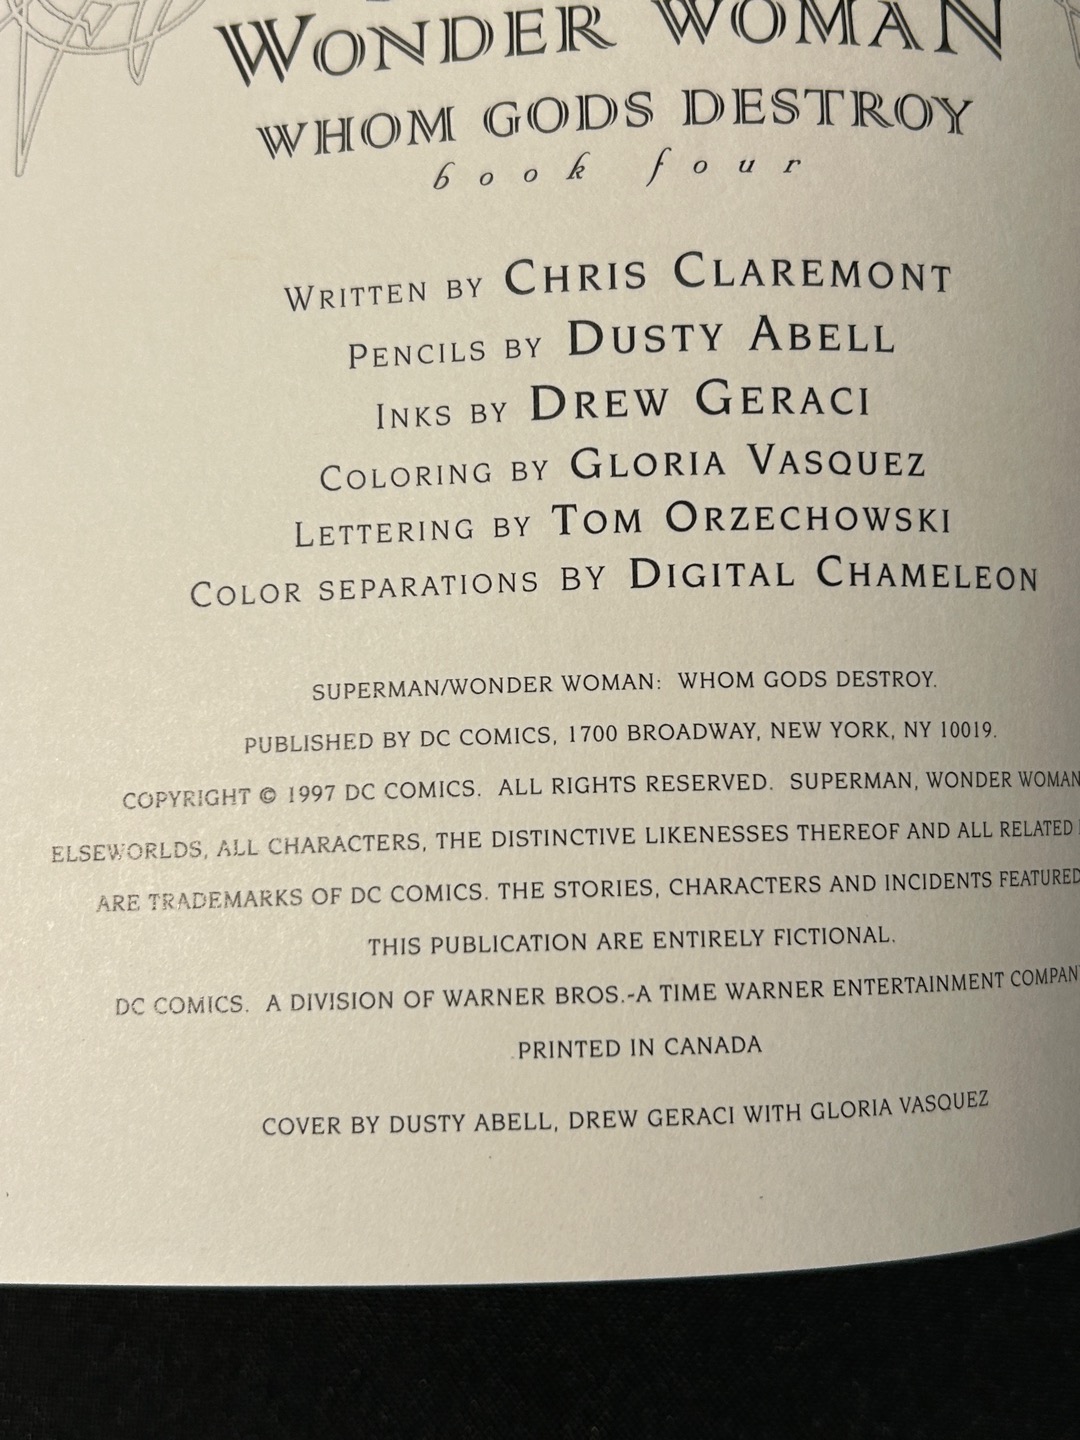 WONDER WOMAN
WHOM GODS DESTROY
book four
WRITTEN BY CHRIS CLAREMONT
PENCILS BY DUSTY ABELL
INKS BY DREW GERACI
COLORING BY GLORIA VASQUEZ
LETTERING BY TOM ORZECHOWSKI
COLOR SEPARATIONS BY DIGITAL CHAMELEON
SUPERMAN/WONDER WOMAN: WHOM GODS DESTROY.
PUBLISHED BY DC COMICS, 1700 BROADWAY, NEW YORK, NY 10019.
COPYRIGHT © 1997 DC COMICS. ALL RIGHTS RESERVED. SUPERMAN, WONDER WOMAN
ELSEWORLDS, ALL CHARACTERS, THE DISTINCTIVE LIKENESSES THEREOF AND ALL RELATED
ARE TRADEMARKS OF DC COMICS. THE STORIES, CHARACTERS AND INCIDENTS FEATURED
THIS PUBLICATION ARE ENTIRELY FICTIONAL.
DC COMICS. A DIVISION OF WARNER BROS.-A TIME WARNER ENTERTAINMENT COMPAN
PRINTED IN CANADA
COVER BY DUSTY ABELL, DREW GERACI WITH GLORIA VASQUEZ